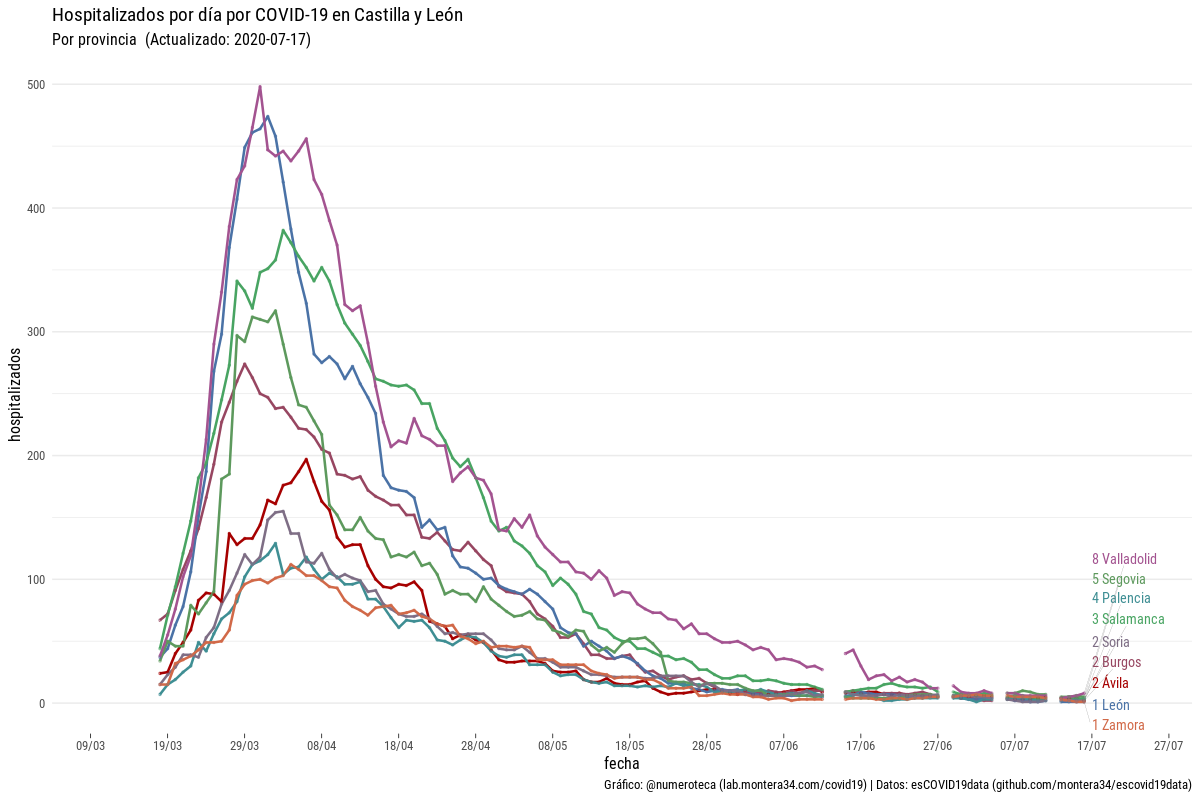 Hospitalizados por día por COVID-19 en Castilla y León
Por provincia  (Actualizado: 2020-07-17)
hospitalizados
500
400
300
200
100
0
8 Valladolid
5 Segovia
4 Palencia
3 Salamanca
2 Soria
2 Burgos
2 Ávila
1 León
1 Zamora
09/03
19/03
29/03
08/04
18/04
28/04
08/05
18/05
28/05
07/06
17/06
27/06
07/07
17/07
27/07
fecha
Gráfico: @numeroteca (lab.montera34.com/covid19) | Datos: esCOVID19data (github.com/montera34/escovid19data)